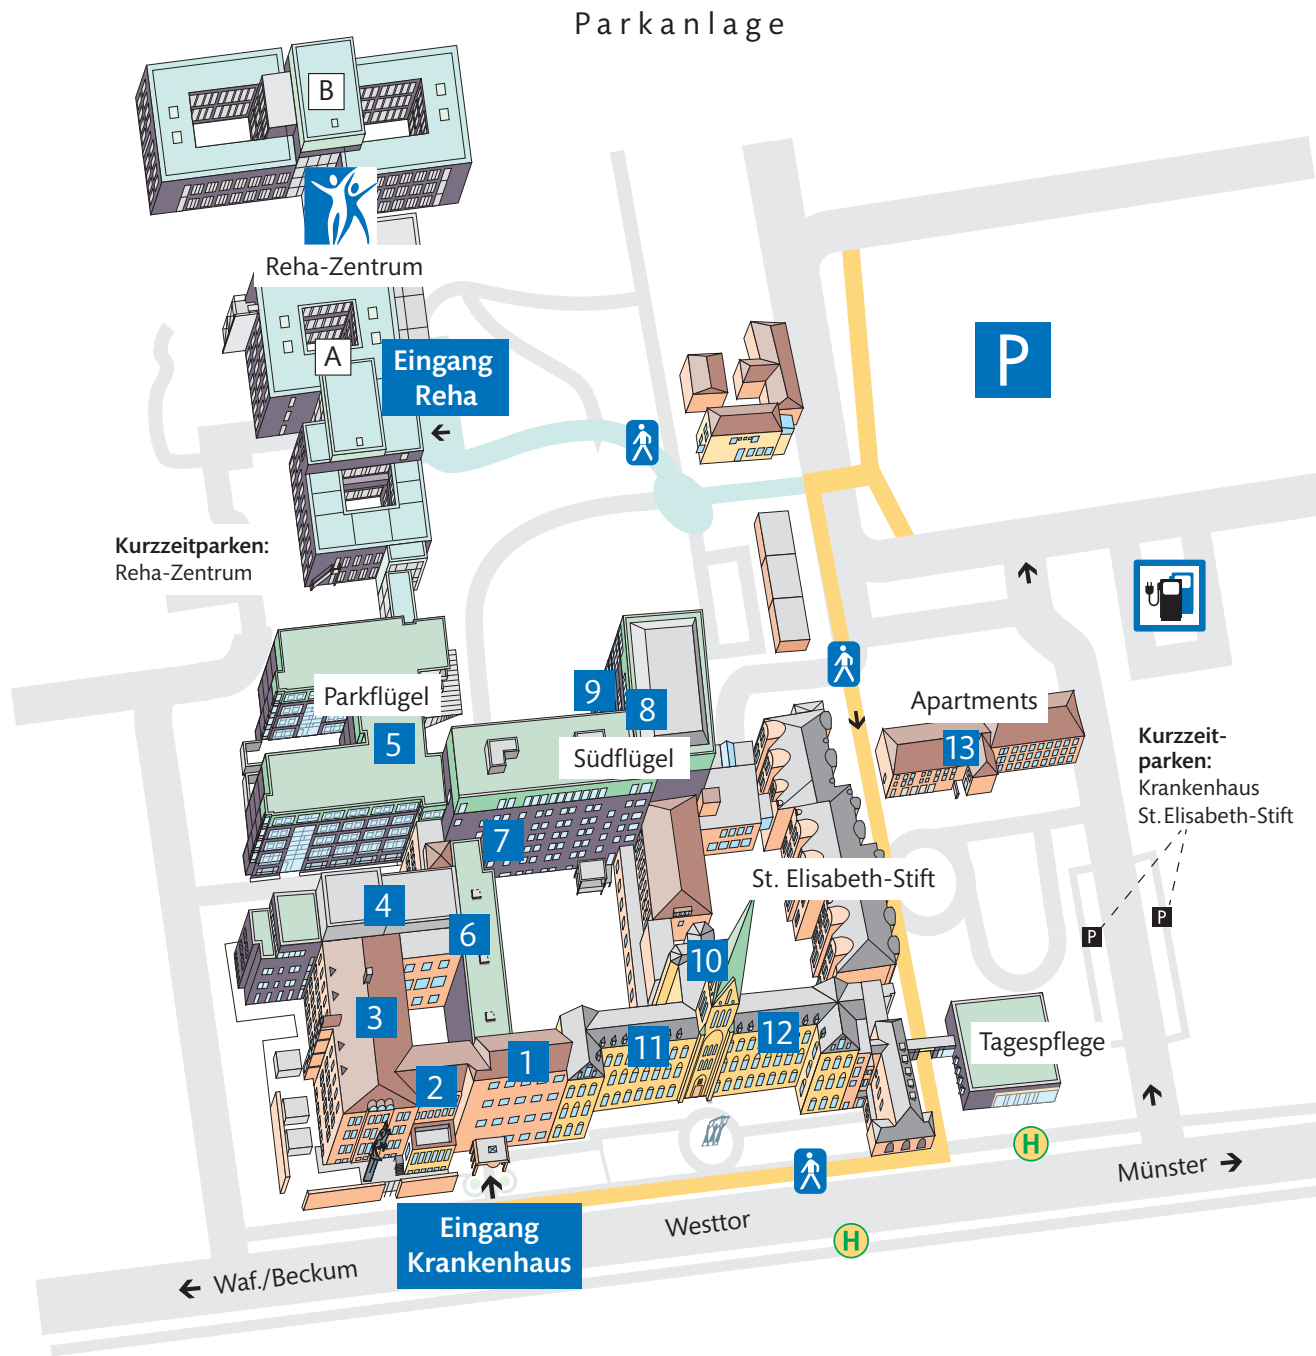 Parkanlage
B
Reha-Zentrum
A
Eingang
Reha
P
Kurzzeitparken:
Reha-Zentrum
Parkflügel
5
9
8
Südflügel
7
Apartments
13
Kurzzeit-
parken:
Krankenhaus
St. Elisabeth-Stift
P
P
St. Elisabeth-Stift
4
6
10
3
11
12
1
2
Tagespflege
H
Münster
Westtor
H
Eingang
Krankenhaus
Waf./Beckum